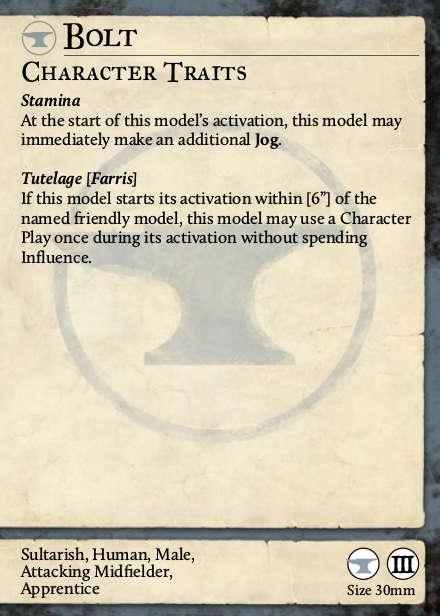 Bolt
Character Traits
Stamina
At the start of this model's activation, this model may
immediately make an additional Jog.
Tutelage [Farris]
If this model starts its activation within [6”] of the
named friendly model, this model may use a Character
Play once during its activation without spending
Influence.
Sultarish, Human, Male,
Attacking Midfielder,
Apprentice
III
Size 30mm